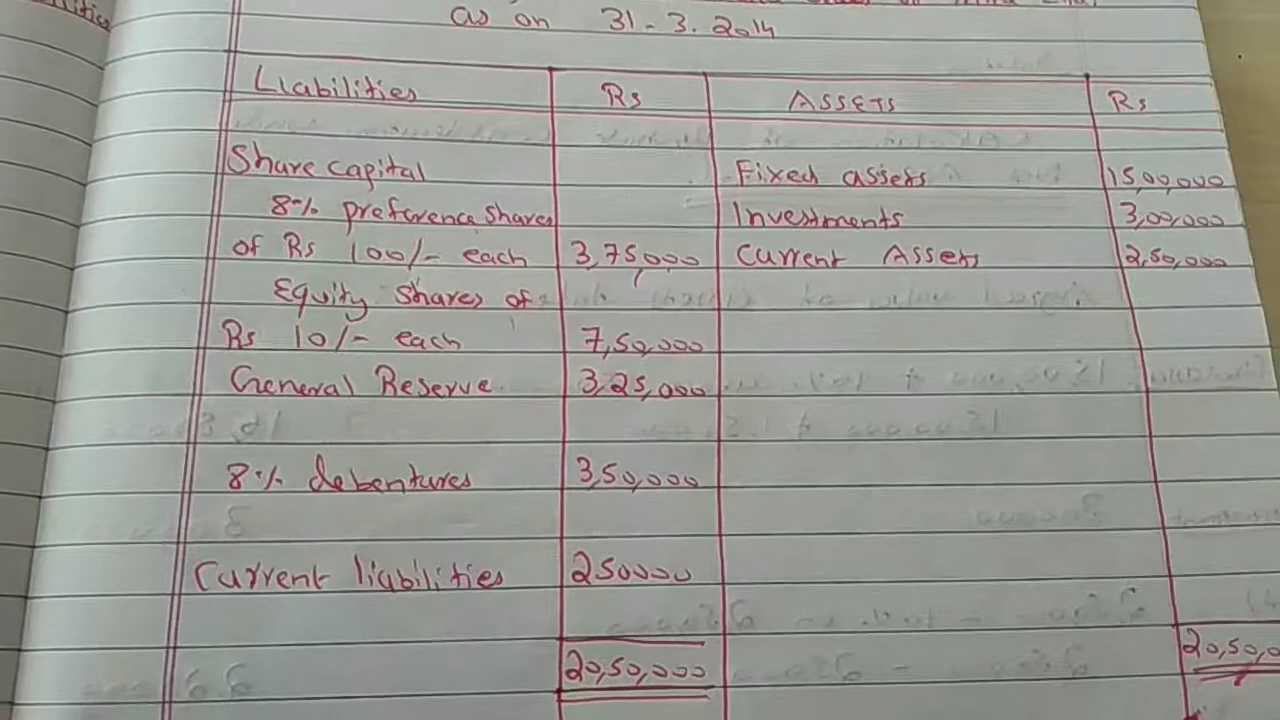 as on 31-3.2014
Liabilities Rs ASSETS Rs
Share capital Fixed assets 15,00,000
8% preference shares Investments 3,00,000
of Rs 100/- each 3,75,000 Current Assets 2,50,000
Equity shares of
Rs 10/- each 7,50,000
General Reserve 3,25,000
8% debentures 3,50,000
Current liabilities 250000
20,50,000 20,50,0